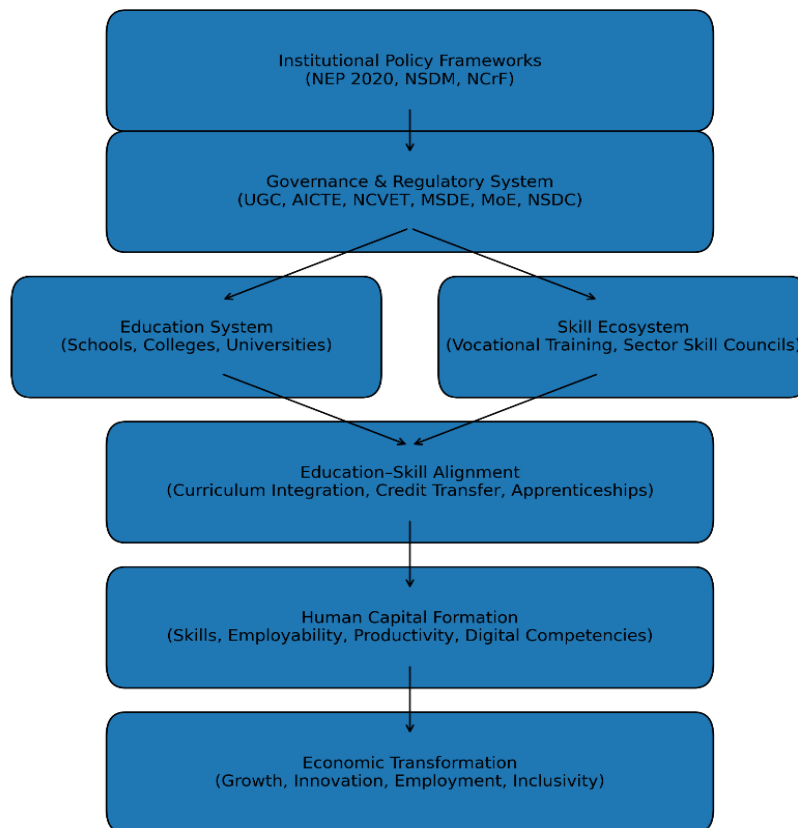 Institutional Policy Frameworks
(NEP 2020, NSDM, NCrF)
Governance & Regulatory System
(UGC, AICTE, NCVET, MSDE, MoE, NSDC)
Education System
(Schools, Colleges, Universities)
Skill Ecosystem
(Vocational Training, Sector Skill Councils)
Education–Skill Alignment
(Curriculum Integration, Credit Transfer, Apprenticeships)
Human Capital Formation
(Skills, Employability, Productivity, Digital Competencies)
Economic Transformation
(Growth, Innovation, Employment, Inclusivity)